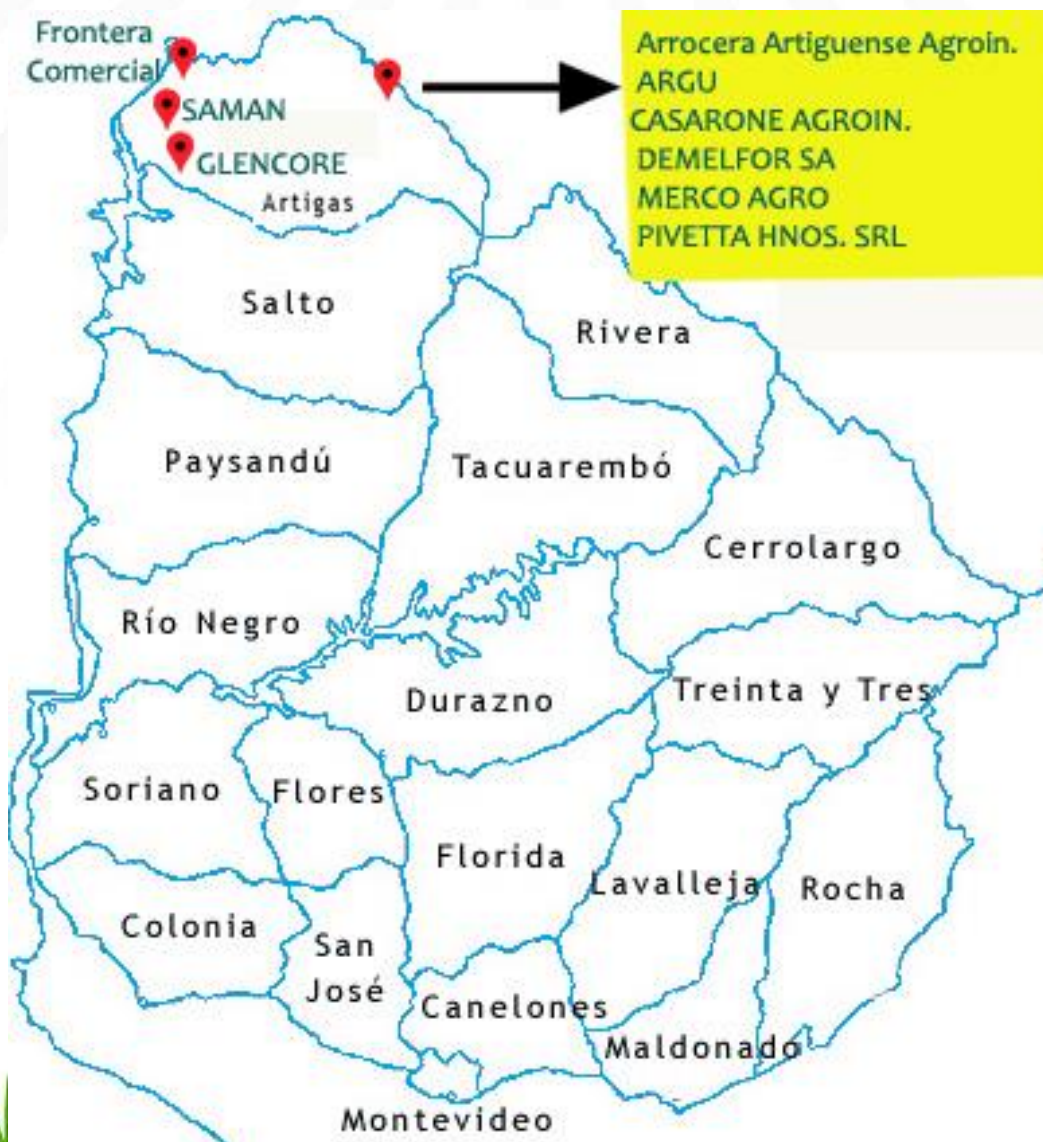 Frontera
Comercial
SAMAN
GLENCORE
Artigas
Arrocera Artiguense Agroin.
ARGU
CASARONE AGROIN.
DEMELFOR SA
MERCO AGRO
PIVETTA HNOS. SRL
Salto
Rivera
Paysandú
Tacuarembó
Cerrolargo
Río Negro
Durazno
Treinta y Tres
Soriano
Flores
Florida
Lavalleja
Rocha
Colonia
San
José
Canelones
Maldonado
Montevideo